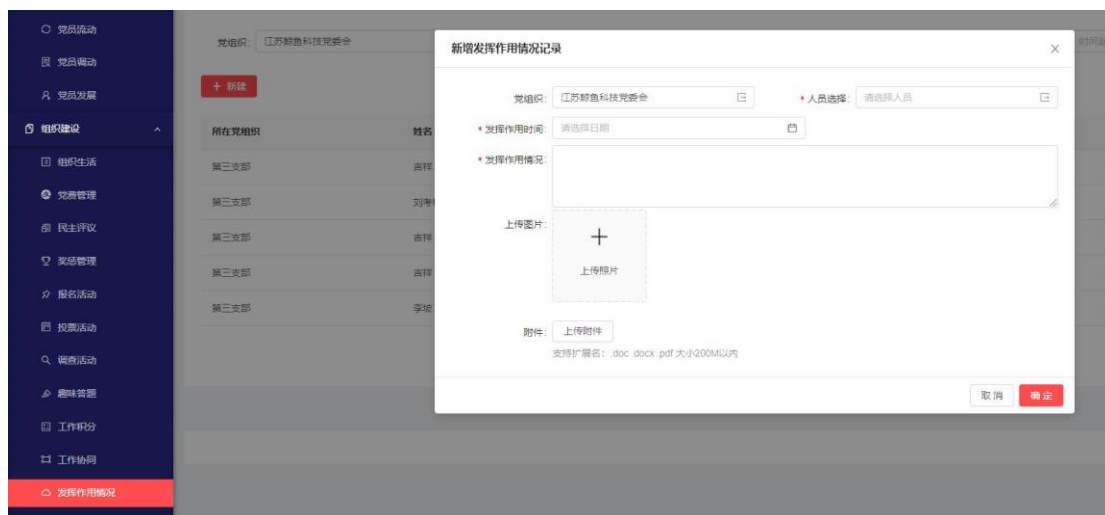 党员流动
党员调动
党员发展
组织建设
组织生活
党费管理
民主评议
奖惩管理
报名活动
投票活动
调查活动
趣味答题
工作积分
工作协同
发挥作用情况
党组织: 江苏鲸鱼科技党委会
+ 新建
所在党组织 姓名
第三支部 吉祥
第三支部
第三支部 吉祥
第三支部 吉祥
第三支部
新增发挥作用情况记录
党组织: 江苏鲸鱼科技党委会
* 人员选择: 请选择人员
* 发挥作用时间: 请选择日期
* 发挥作用情况:
上传图片:
上传照片
附件: 上传附件
支持扩展名: .doc .docx .pdf 大小200M以内
取消 确定